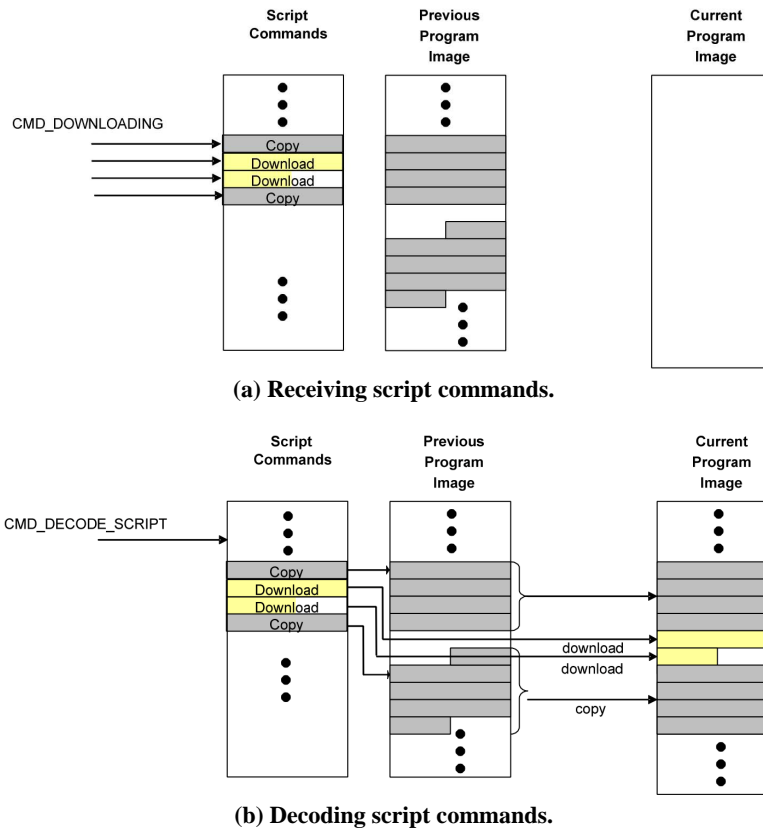 Script
Commands
Previous
Program
Image
Current
Program
Image
CMD_DOWNLOADING
Copy
Download
Download
Copy
(a) Receiving script commands.
Script
Commands
Previous
Program
Image
Current
Program
Image
CMD_DECODE_SCRIPT
Copy
Download
Download
Copy
download
download
copy
(b) Decoding script commands.